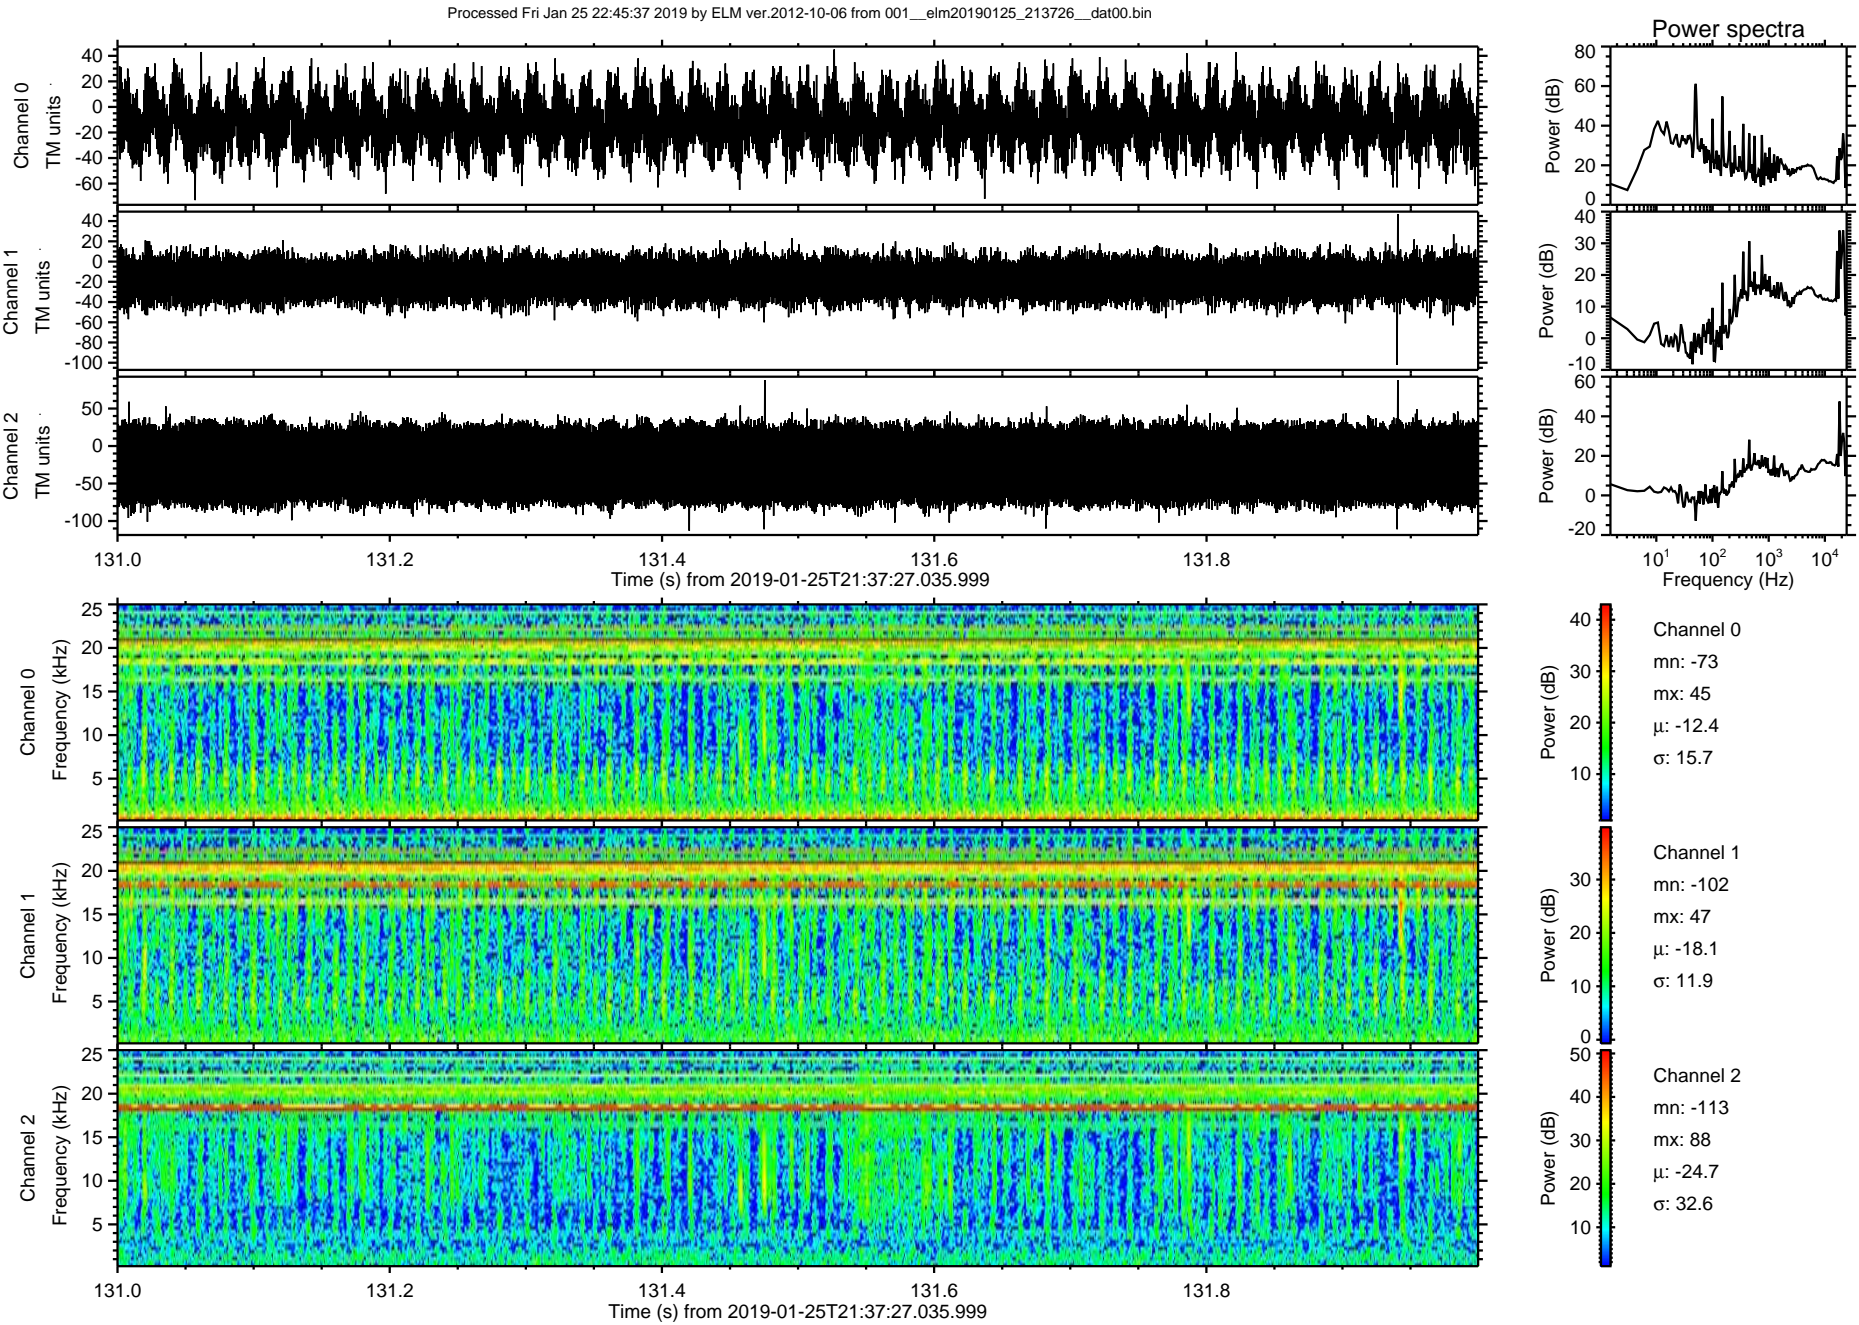 Processed Fri Jan 25 22:45:37 2019 by ELM ver.2012-10-06 from 001__elm20190125_213726__dat00.bin
Power spectra
Channel 0
TM units
40
20
0
-20
-40
-60
Power (dB)
80
60
40
20
0
Channel 1
TM units
40
20
0
-20
-40
-60
-80
-100
Power (dB)
40
30
20
10
0
-10
Channel 2
TM units
50
0
-50
-100
Power (dB)
60
40
20
0
-20
131.0 131.2 131.4 131.6 131.8
Time (s) from 2019-01-25T21:37:27.035.999
10^1 10^2 10^3 10^4
Frequency (Hz)
Channel 0
Frequency (kHz)
25
20
15
10
5
Power (dB)
40
30
20
10
Channel 0
mn: -73
mx: 45
μ: -12.4
σ: 15.7
Channel 1
Frequency (kHz)
25
20
15
10
5
Power (dB)
30
20
10
0
Channel 1
mn: -102
mx: 47
μ: -18.1
σ: 11.9
Channel 2
Frequency (kHz)
25
20
15
10
5
Power (dB)
50
40
30
20
10
Channel 2
mn: -113
mx: 88
μ: -24.7
σ: 32.6
131.0 131.2 131.4 131.6 131.8
Time (s) from 2019-01-25T21:37:27.035.999